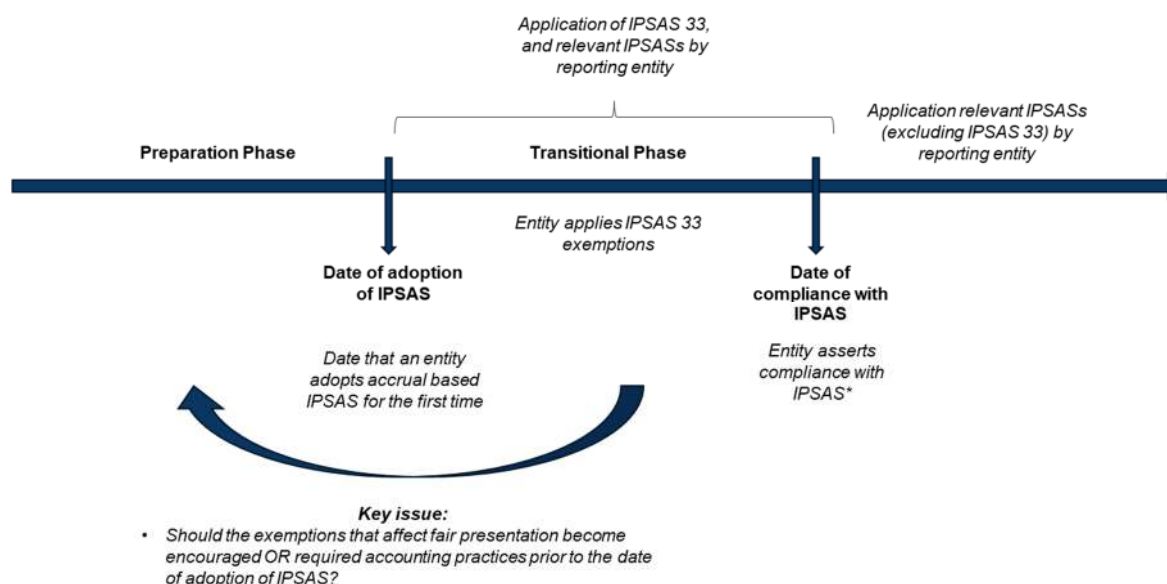 Application of IPSAS 33,
and relevant IPSASs by
reporting entity
Application relevant IPSASs
(excluding IPSAS 33) by
reporting entity
Preparation Phase
Transitional Phase
Entity applies IPSAS 33
exemptions
Date of adoption
of IPSAS
Date of
compliance with
IPSAS
Date that an entity
adopts accrual based
IPSAS for the first time
Entity asserts
compliance with
IPSAS*
Key issue:
• Should the exemptions that affect fair presentation become
encouraged OR required accounting practices prior to the date
of adoption of IPSAS?